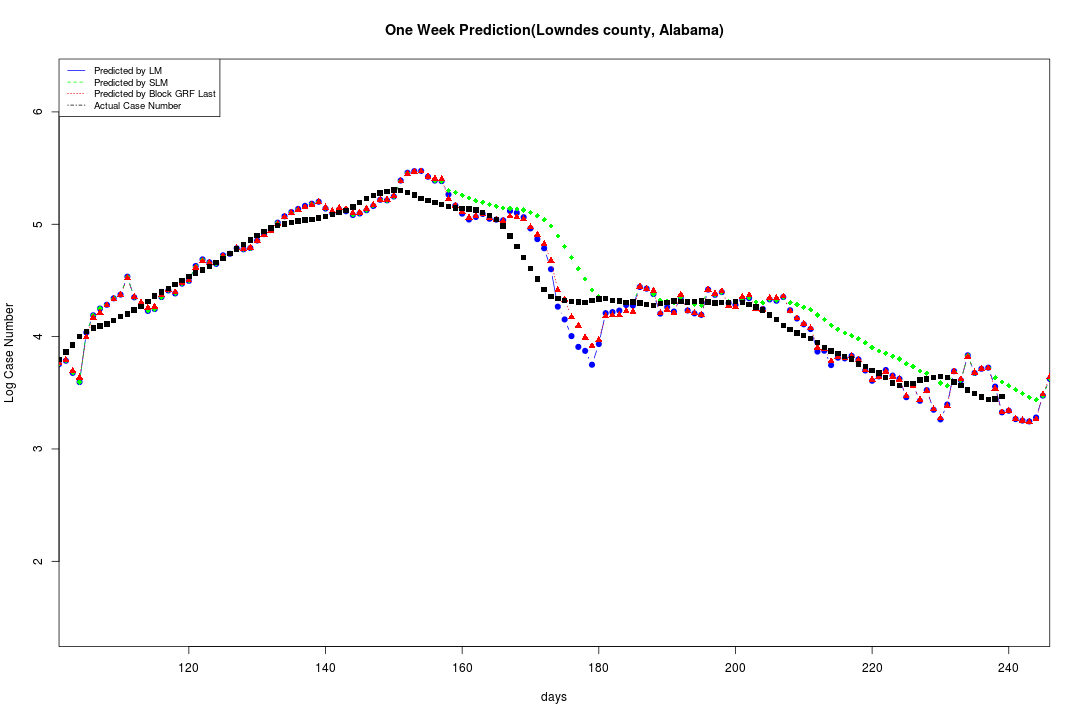 One Week Prediction(Lowndes county, Alabama)
Predicted by LM
Predicted by SLM
Predicted by Block GRF Last
Actual Case Number
6
5
4
3
2
Log Case Number
120 140 160 180 200 220 240
days